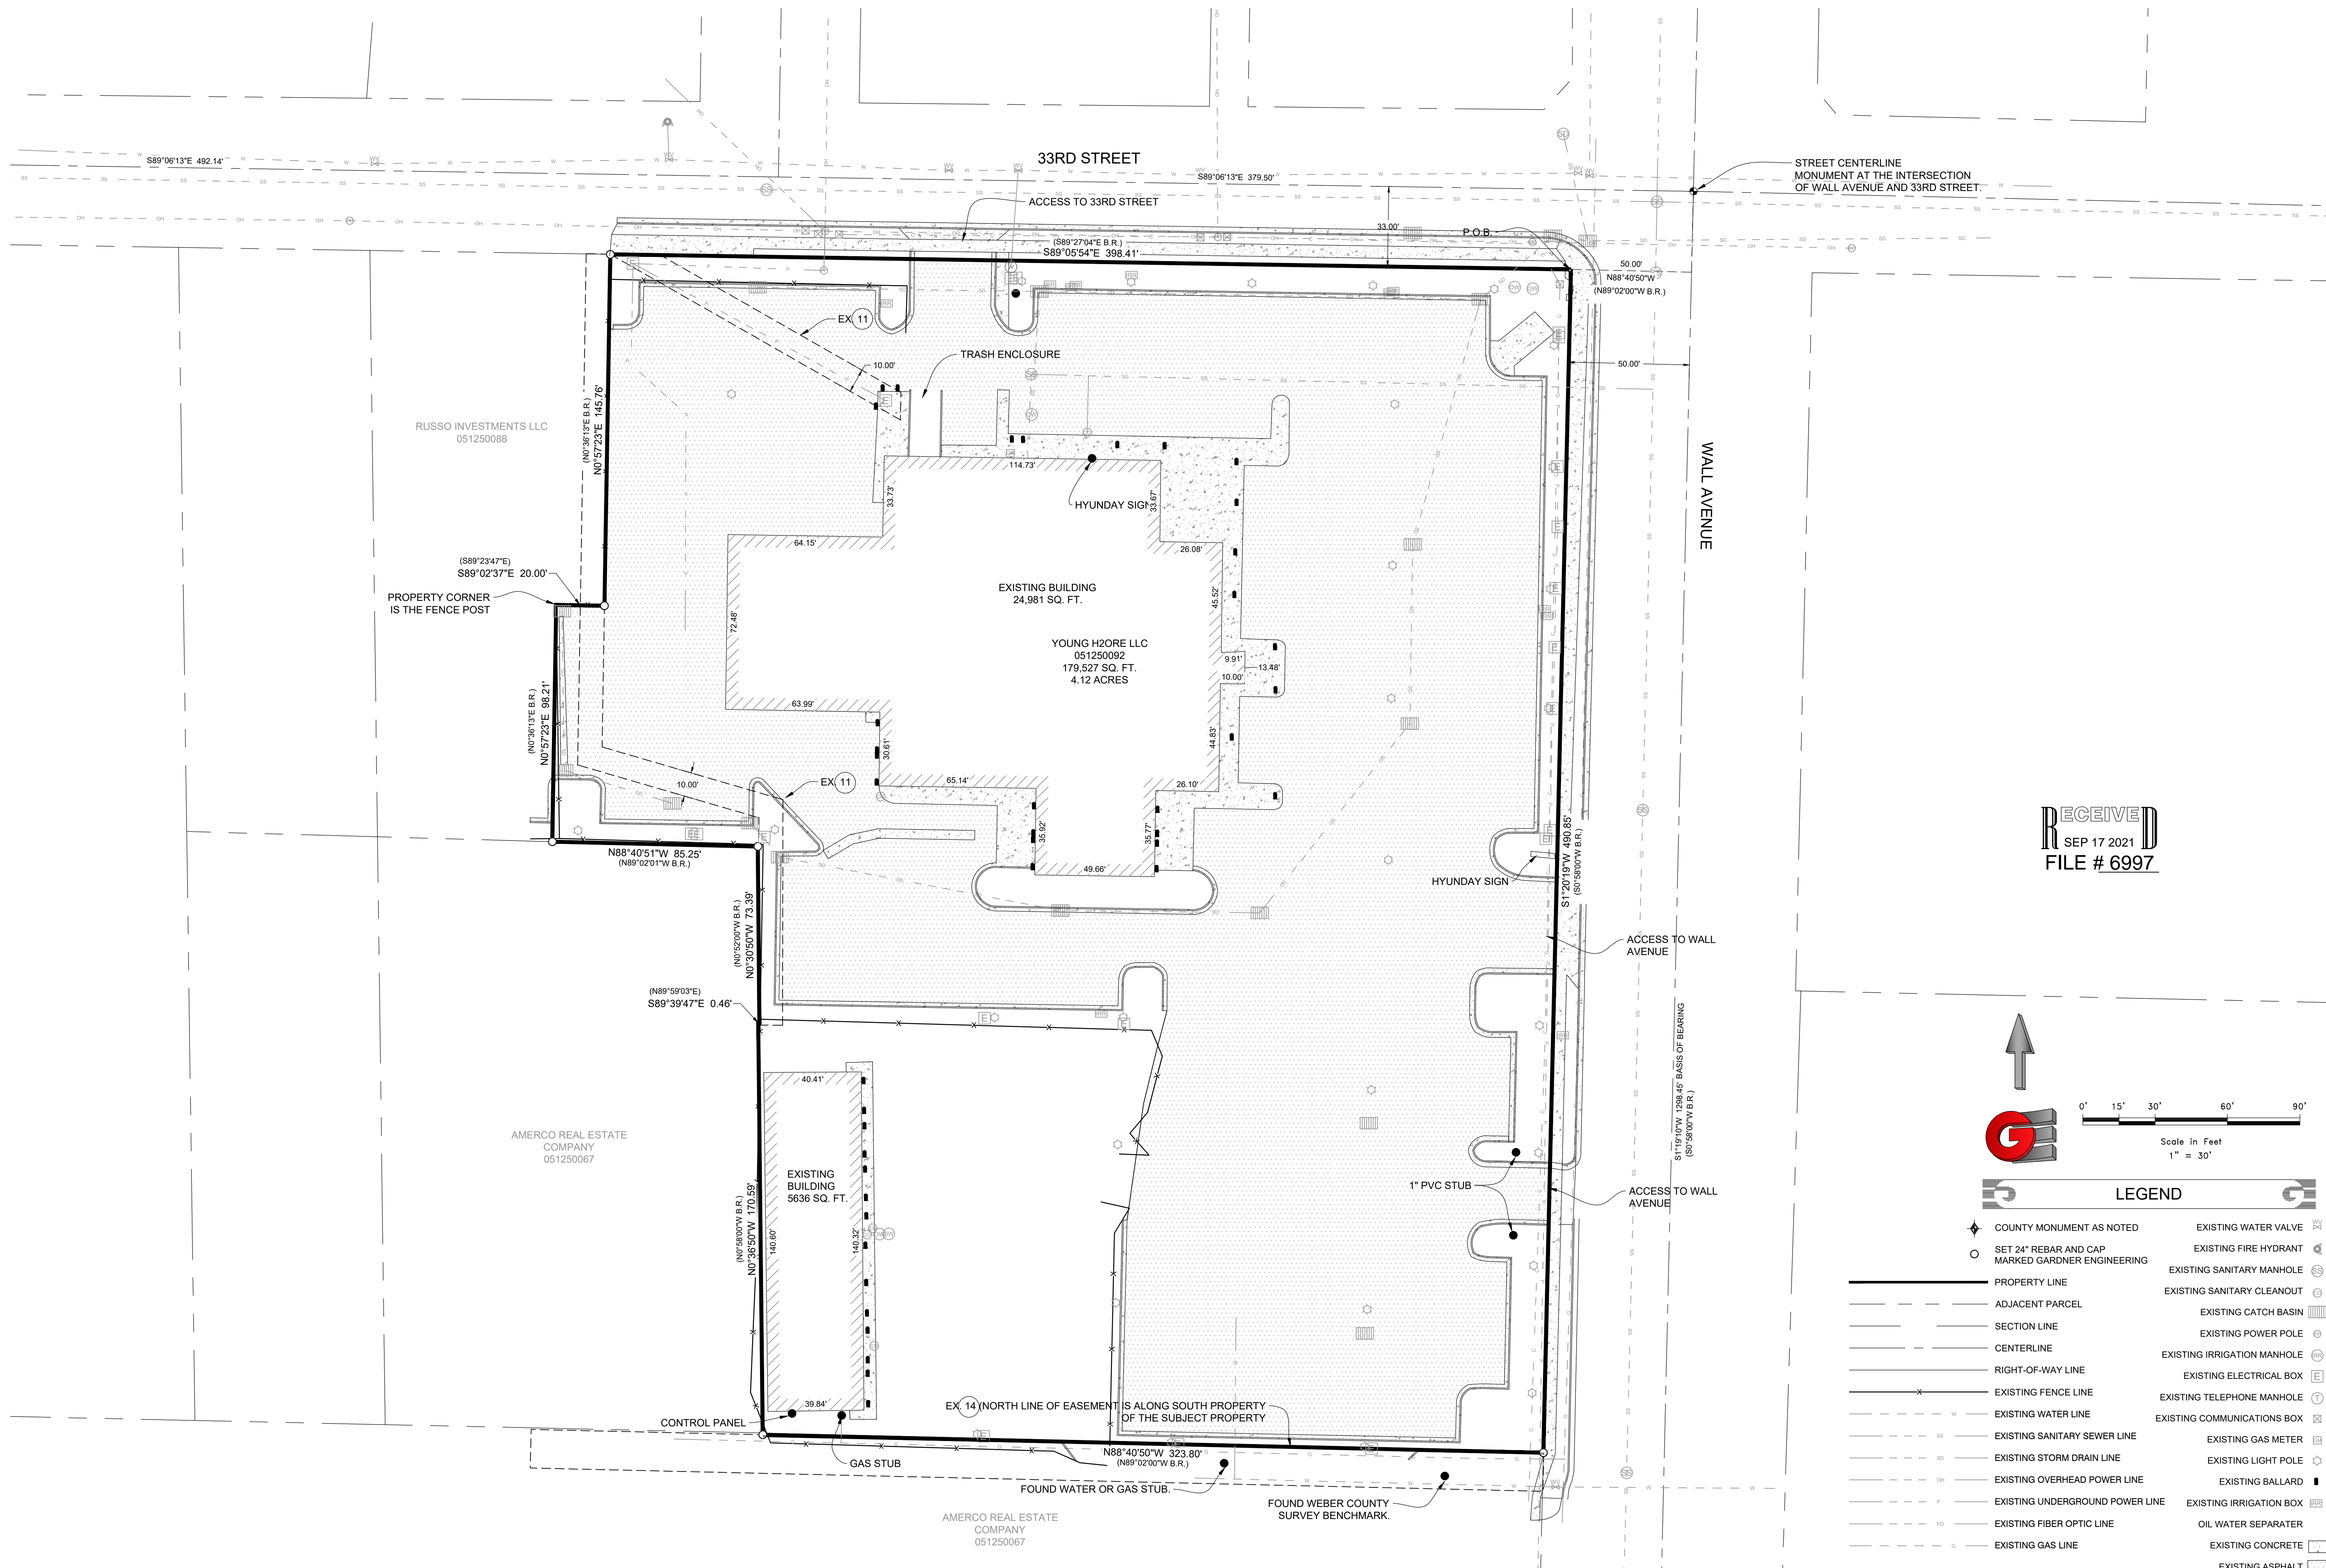 33RD STREET
S89°06'13"E 492.14'
S89°06'13"E 379.50'
STREET CENTERLINE
MONUMENT AT THE INTERSECTION
OF WALL AVENUE AND 33RD STREET.
ACCESS TO 33RD STREET
33.00'
P.O.B.
(S89°27'04"E B.R.)
S89°05'54"E 398.41'
50.00'
N88°40'50"W
(N89°02'00"W B.R.)
EX. 11
TRASH ENCLOSURE
10.00'
50.00'
RUSSO INVESTMENTS LLC
051250088
(N0°36'13"E B.R.)
N0°57'23"E 145.76'
WALL AVENUE
114.73'
33.73'
HYUNDAY SIGN
33.67'
64.15'
26.08'
(S89°23'47"E)
S89°02'37"E 20.00'
PROPERTY CORNER
IS THE FENCE POST
EXISTING BUILDING
24,981 SQ. FT.
45.52'
72.48'
YOUNG H2ORE LLC
051250092
179,527 SQ. FT.
4.12 ACRES
9.91'
13.48'
10.00'
63.99'
(N0°36'13"E B.R.)
N0°57'23"E 98.21'
30.61'
44.83'
65.14'
26.10'
EX. 11
10.00'
35.92'
35.77'
49.66'
S1°20'19"W 490.85'
(S0°58'00"W B.R.)
RECEIVED
SEP 17 2021
FILE # 6997
N88°40'51"W 85.25'
(N89°02'01"W B.R.)
HYUNDAY SIGN
(N0°52'00"W B.R.)
N0°30'50"W 73.39'
ACCESS TO WALL
AVENUE
(N89°59'03"E)
S89°39'47"E 0.46'
S1°19'10"W 1298.45' BASIS OF BEARING
(S0°58'00"W B.R.)
40.41'
AMERCO REAL ESTATE
COMPANY
051250067
EXISTING
BUILDING
5636 SQ. FT.
1" PVC STUB
ACCESS TO WALL
AVENUE
(N0°58'00"W B.R.)
N0°36'50"W 170.59'
140.60'
140.32'
39.84'
CONTROL PANEL
GAS STUB
EX. 14 (NORTH LINE OF EASEMENT IS ALONG SOUTH PROPERTY
OF THE SUBJECT PROPERTY
N88°40'50"W 323.80'
(N89°02'00"W B.R.)
FOUND WATER OR GAS STUB.
FOUND WEBER COUNTY
SURVEY BENCHMARK.
AMERCO REAL ESTATE
COMPANY
051250067
0' 15' 30' 60' 90'
Scale in Feet
1" = 30'
LEGEND
COUNTY MONUMENT AS NOTED
SET 24" REBAR AND CAP
MARKED GARDNER ENGINEERING
PROPERTY LINE
ADJACENT PARCEL
SECTION LINE
CENTERLINE
RIGHT-OF-WAY LINE
EXISTING FENCE LINE
EXISTING WATER LINE
EXISTING SANITARY SEWER LINE
EXISTING STORM DRAIN LINE
EXISTING OVERHEAD POWER LINE
EXISTING UNDERGROUND POWER LINE
EXISTING FIBER OPTIC LINE
EXISTING GAS LINE
EXISTING WATER VALVE
EXISTING FIRE HYDRANT
EXISTING SANITARY MANHOLE
EXISTING SANITARY CLEANOUT
EXISTING CATCH BASIN
EXISTING POWER POLE
EXISTING IRRIGATION MANHOLE
EXISTING ELECTRICAL BOX
EXISTING TELEPHONE MANHOLE
EXISTING COMMUNICATIONS BOX
EXISTING GAS METER
EXISTING LIGHT POLE
EXISTING BALLARD
EXISTING IRRIGATION BOX
OIL WATER SEPARATER
EXISTING CONCRETE
EXISTING ASPHALT